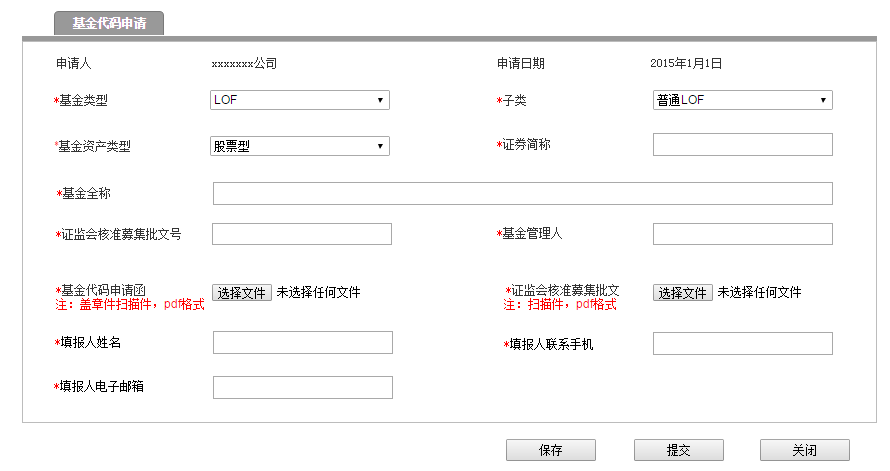 基金代码申请
申请人 xxxxxxx公司 申请日期 2015年1月1日
*基金类型 LOF *子类 普通LOF
*基金资产类型 股票型 *证券简称
*基金全称
*证监会核准募集批文号 *基金管理人
*基金代码申请函 选择文件 未选择任何文件 *证监会核准募集批文 选择文件 未选择任何文件
注：盖章件扫描件，pdf格式 注：扫描件，pdf格式
*填报人姓名 *填报人联系手机
*填报人电子邮箱
保存 提交 关闭